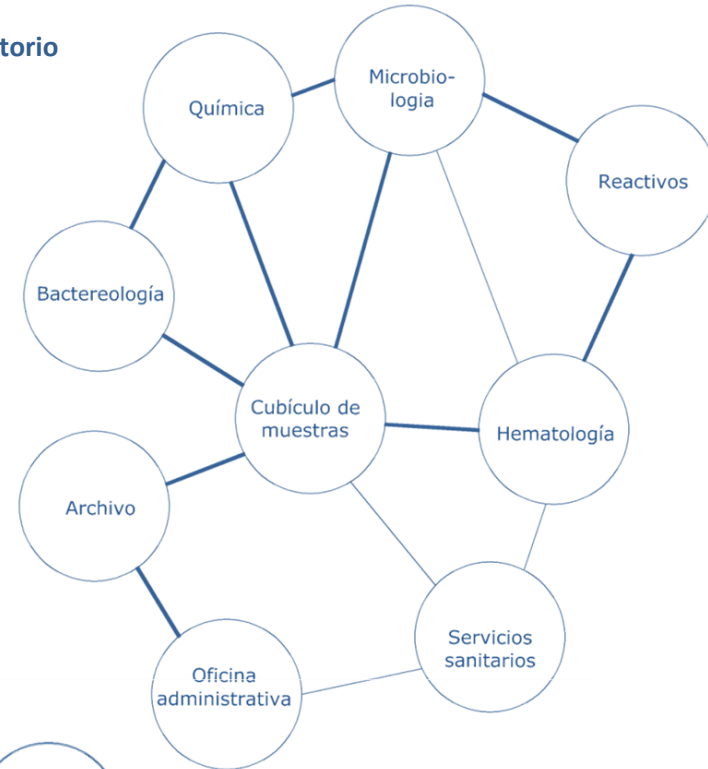 torio
Microbio-
logia
Química
Reactivos
Bactereología
Cubículo de
muestras
Hematología
Archivo
Servicios
sanitarios
Oficina
administrativa